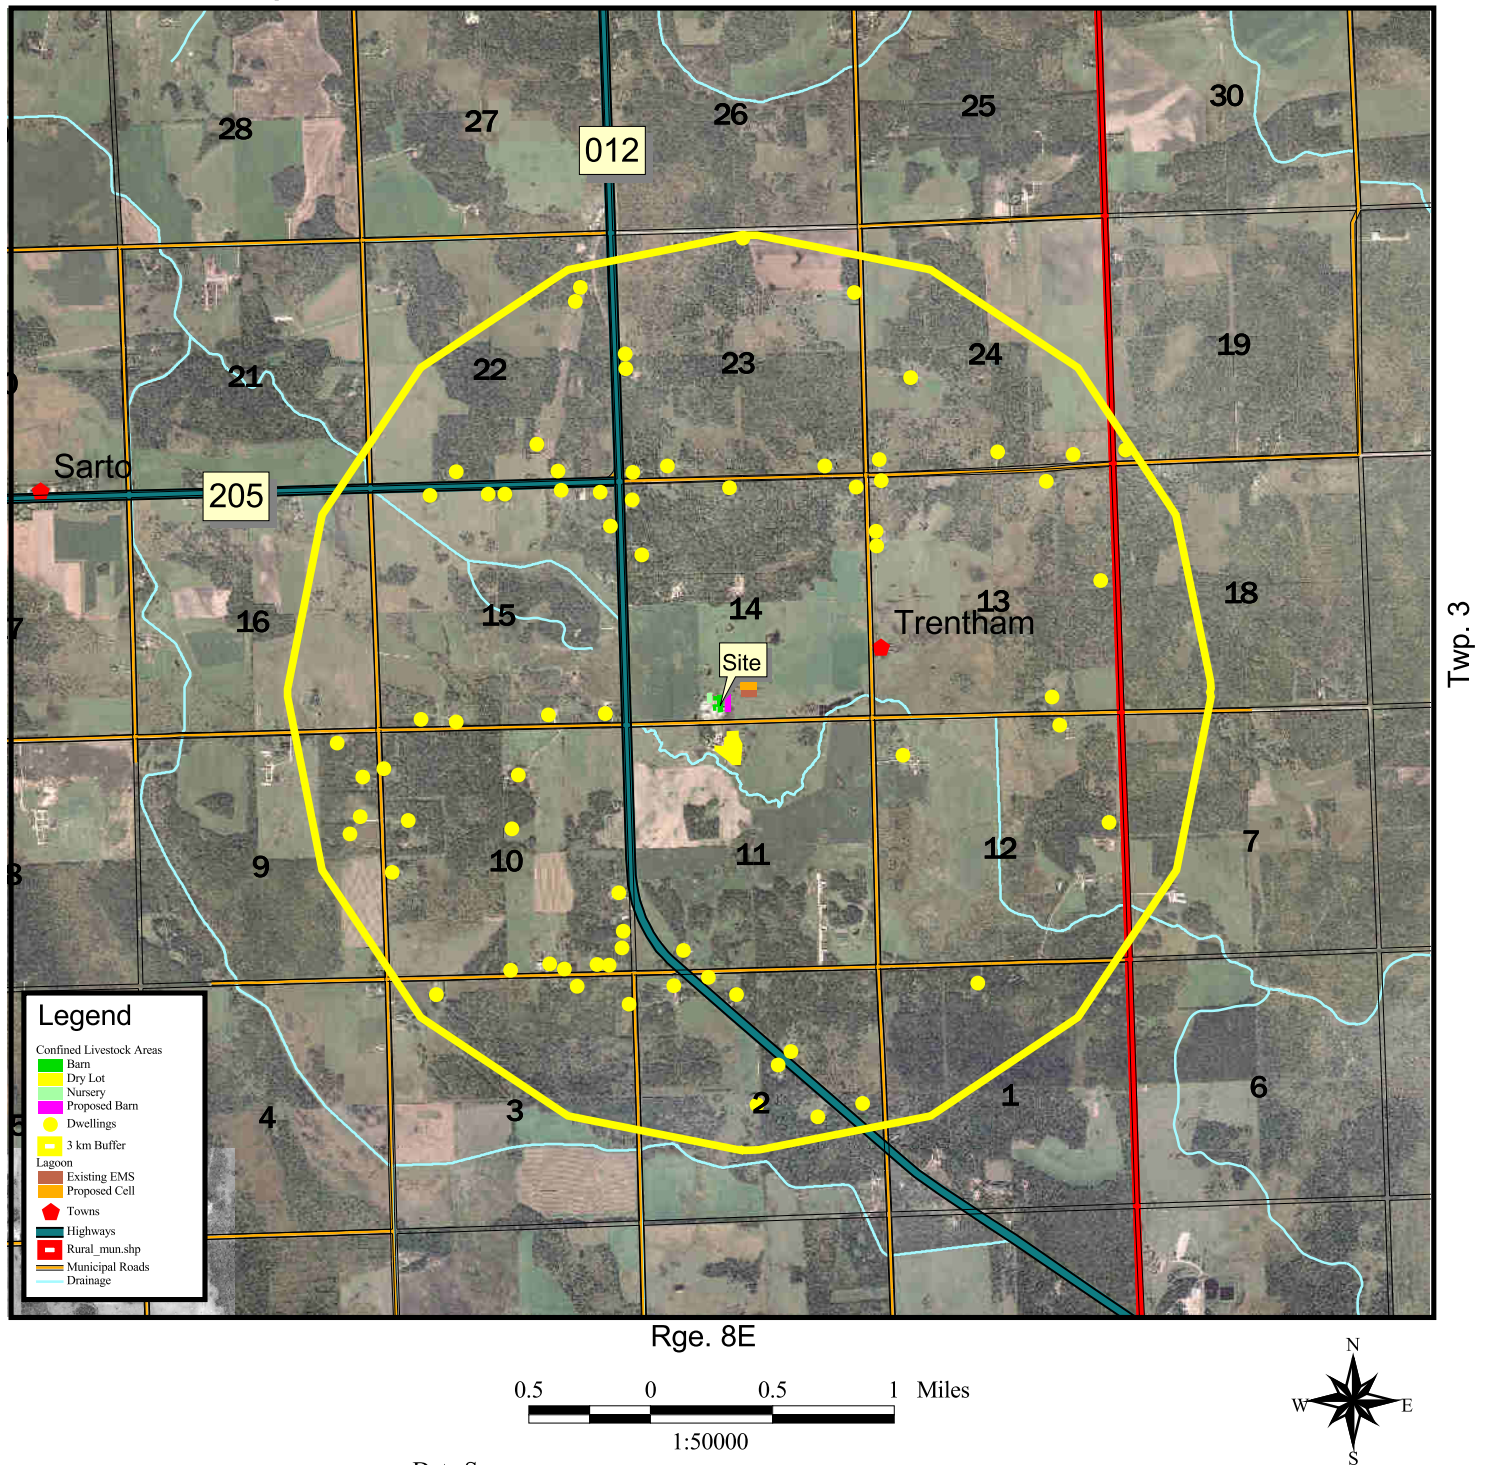 28
27
26
25
30
012
21
22
23
24
19
Sarto
205
16
15
14
13
18
Trentham
Site
Twp. 3
9
10
11
12
7
4
3
2
1
6
Legend
Confined Livestock Areas
Barn
Dry Lot
Nursery
Proposed Barn
Dwellings
3 km Buffer
Lagoon
Existing EMS
Proposed Cell
Towns
Highways
Rural_mun.shp
Municipal Roads
Drainage
Rge. 8E
0.5 0 0.5 1 Miles
1:50000
N
W E
S